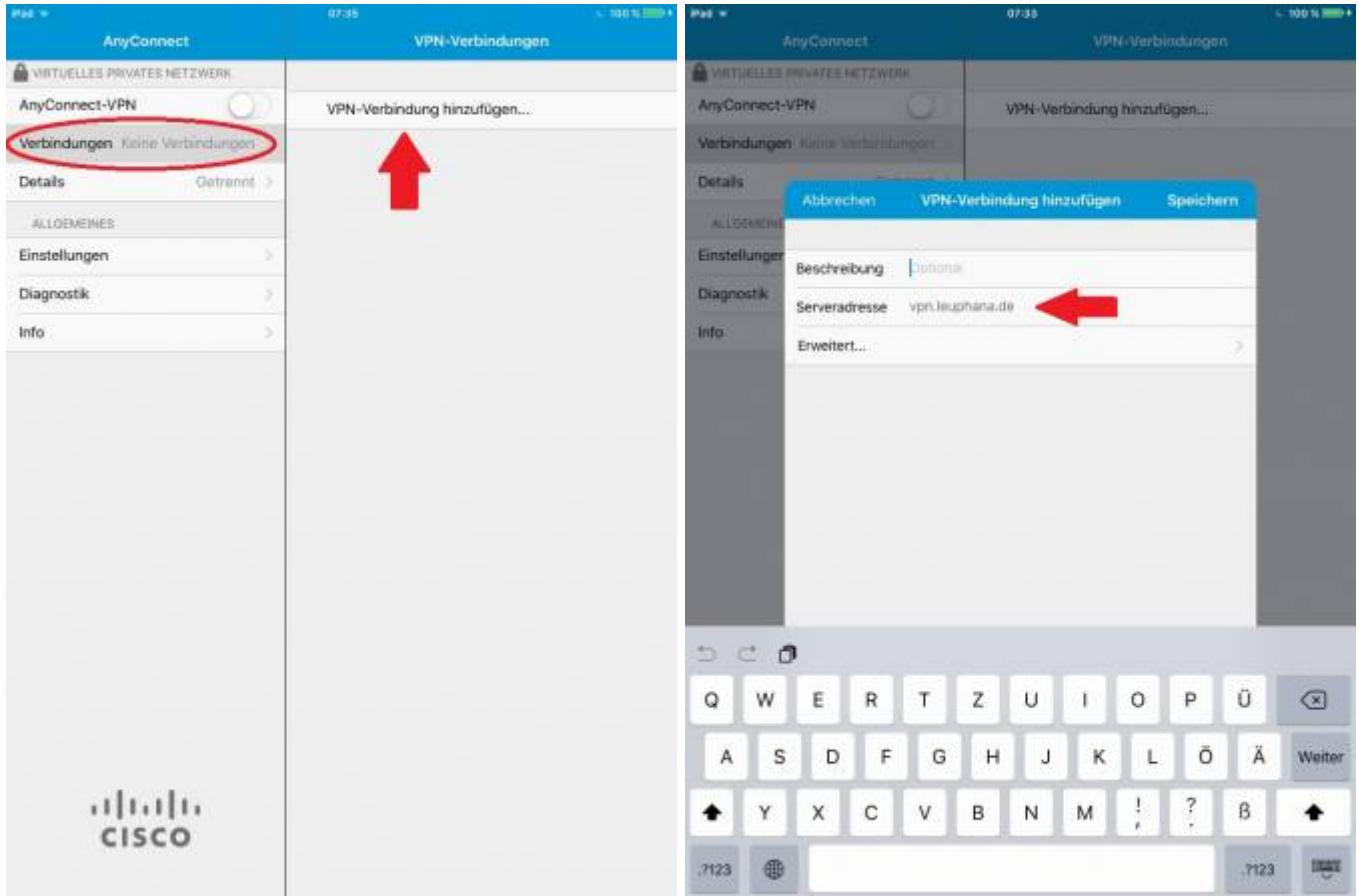 iPad 07:35 100 %
AnyConnect VPN-Verbindungen
VIRTUELLES PRIVATES NETZWERK
AnyConnect-VPN
VPN-Verbindung hinzufügen...
Verbindungen Keine Verbindungen
Details Getrennt
ALLGEMEINES
Einstellungen
Diagnostik
Info
CISCO
iPad 07:33 100 %
AnyConnect VPN-Verbindungen
VIRTUELLES PRIVATES NETZWERK
AnyConnect-VPN
VPN-Verbindung hinzufügen...
Verbindungen Keine Verbindungen
Details
Einstellungen
Diagnostik
Info
Abbrechen VPN-Verbindung hinzufügen Speichern
Beschreibung Optional
Serveradresse vpn.leuphana.de
Erweitert...
Q W E R T Z U I O P Ü
A S D F G H J K L Ö Ä Weiter
Y X C V B N M ! , ? . ß
.?123 .?123